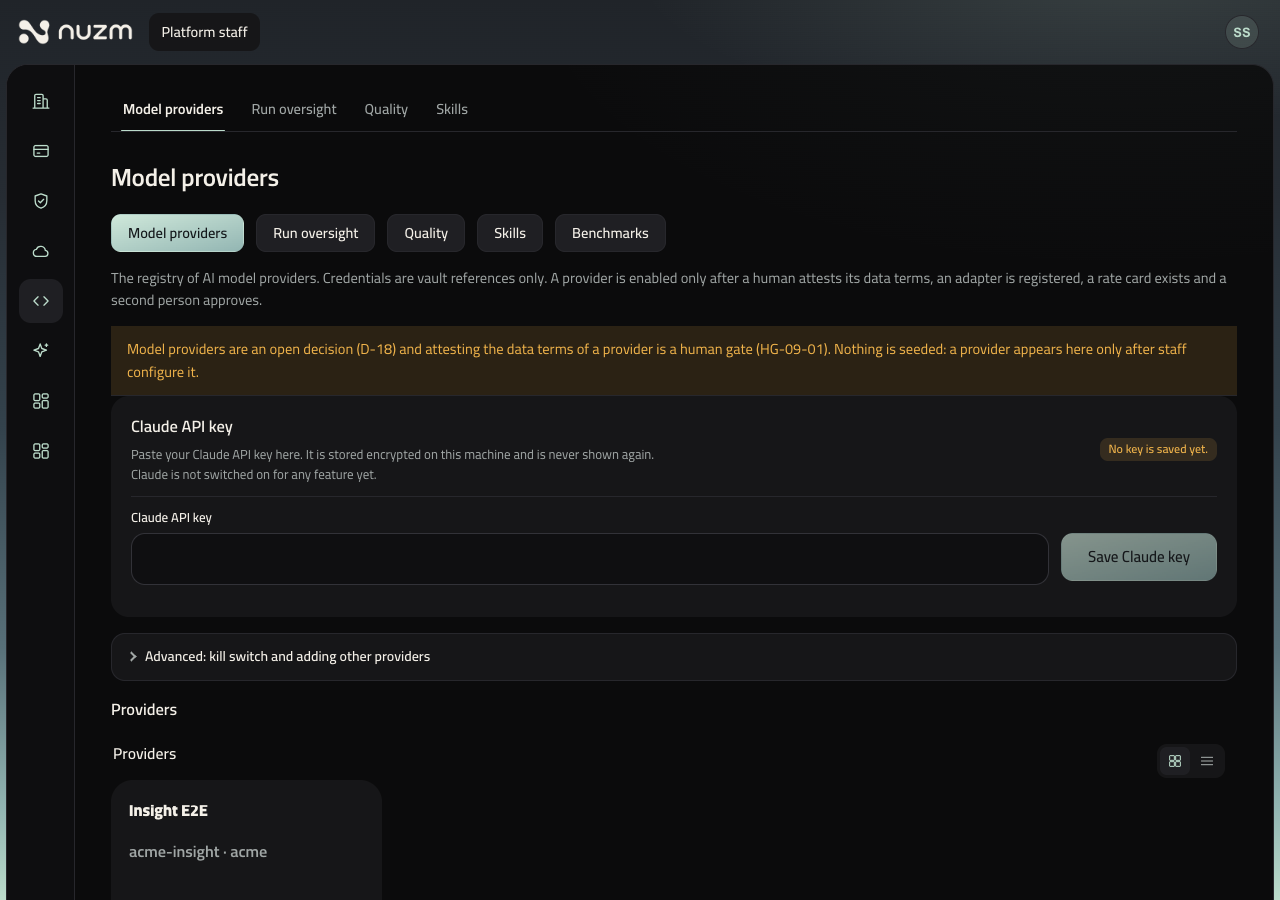 nuzm
Platform staff
SS
Model providers
Run oversight
Quality
Skills
Model providers
Model providers
Run oversight
Quality
Skills
Benchmarks
The registry of AI model providers. Credentials are vault references only. A provider is enabled only after a human attests its data terms, an adapter is registered, a rate card exists and a
second person approves.
Model providers are an open decision (D-18) and attesting the data terms of a provider is a human gate (HG-09-01). Nothing is seeded: a provider appears here only after staff
configure it.
Claude API key
Paste your Claude API key here. It is stored encrypted on this machine and is never shown again.
Claude is not switched on for any feature yet.
No key is saved yet.
Claude API key
Save Claude key
Advanced: kill switch and adding other providers
Providers
Providers
Insight E2E
acme-insight · acme